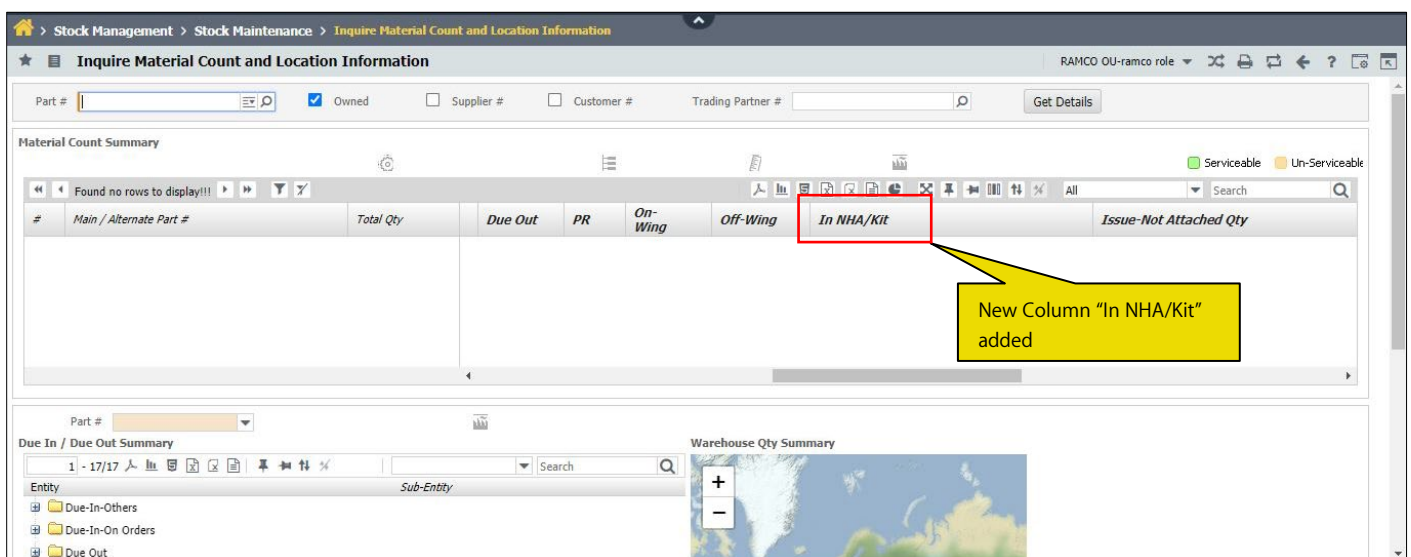 > Stock Management > Stock Maintenance > Inquire Material Count and Location Information
Inquire Material Count and Location Information
RAMCO OU-ramco role
?
Part #
Owned
Supplier #
Customer #
Trading Partner #
Get Details
Material Count Summary
Serviceable
Un-Serviceable
Found no rows to display!!!
All
Search
# Main / Alternate Part # Total Qty Due Out PR On-Wing Off-Wing In NHA/Kit Issue-Not Attached Qty
New Column “In NHA/Kit”
added
Part #
Due In / Due Out Summary
Warehouse Qty Summary
1 - 17/17
Search
+
Entity Sub-Entity
−
Due-In-Others
Due-In-On Orders
Due Out